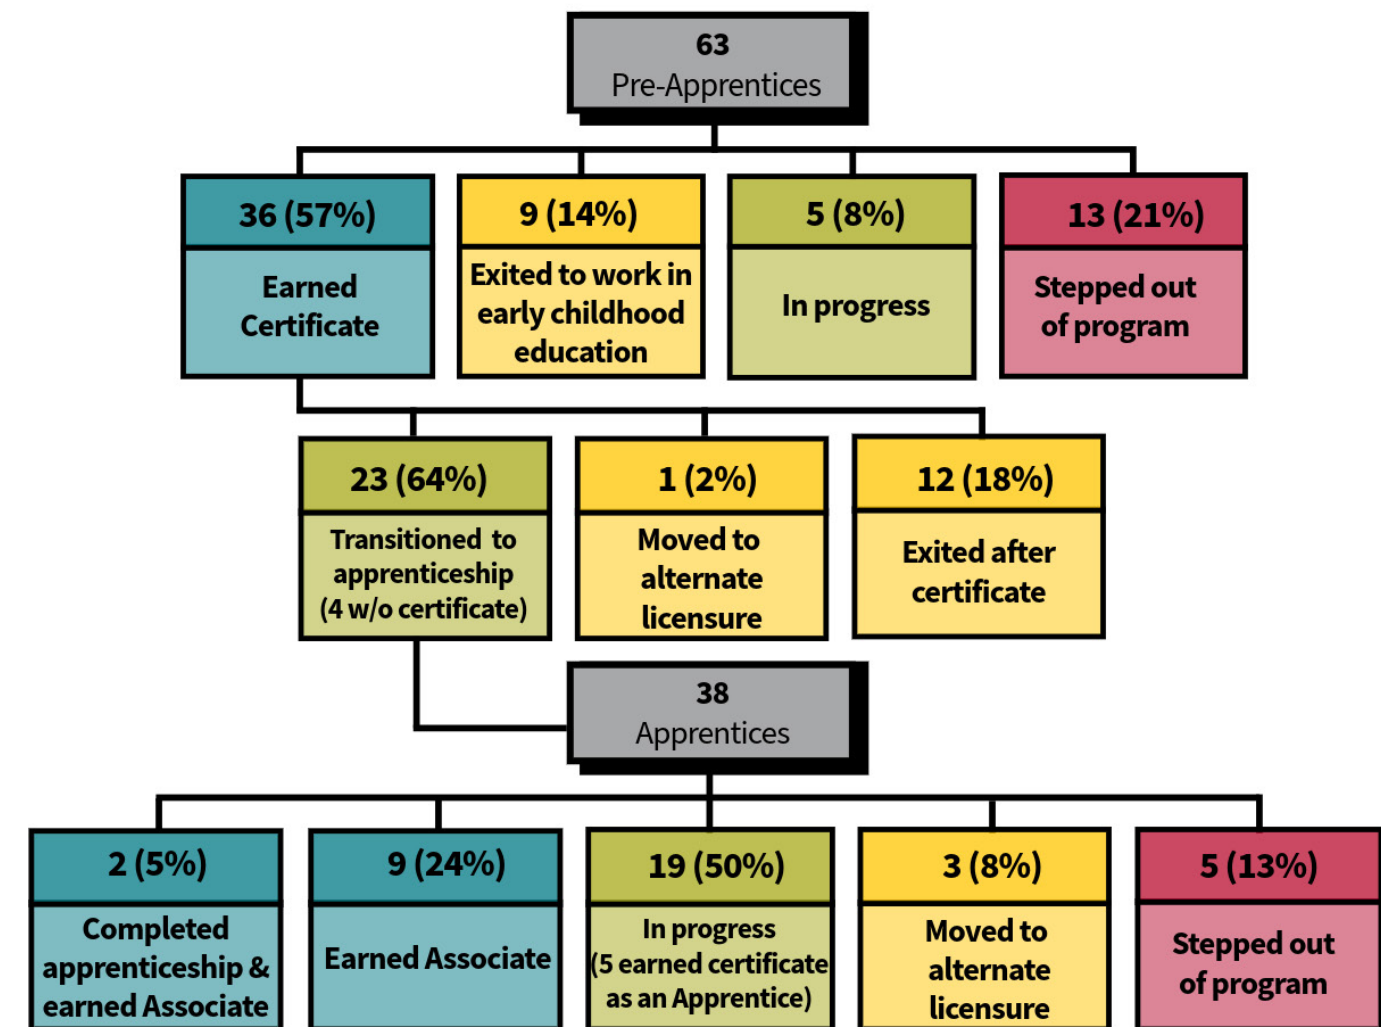 63
Pre-Apprentices
36 (57%)
Earned
Certificate
9 (14%)
Exited to work in
early childhood
education
5 (8%)
In progress
13 (21%)
Stepped out
of program
23 (64%)
Transitioned to
apprenticeship
(4 w/o certificate)
1 (2%)
Moved to
alternate
licensure
12 (18%)
Exited after
certificate
38
Apprentices
2 (5%)
Completed
apprenticeship &
earned Associate
9 (24%)
Earned Associate
19 (50%)
In progress
(5 earned certificate
as an Apprentice)
3 (8%)
Moved to
alternate
licensure
5 (13%)
Stepped out
of program